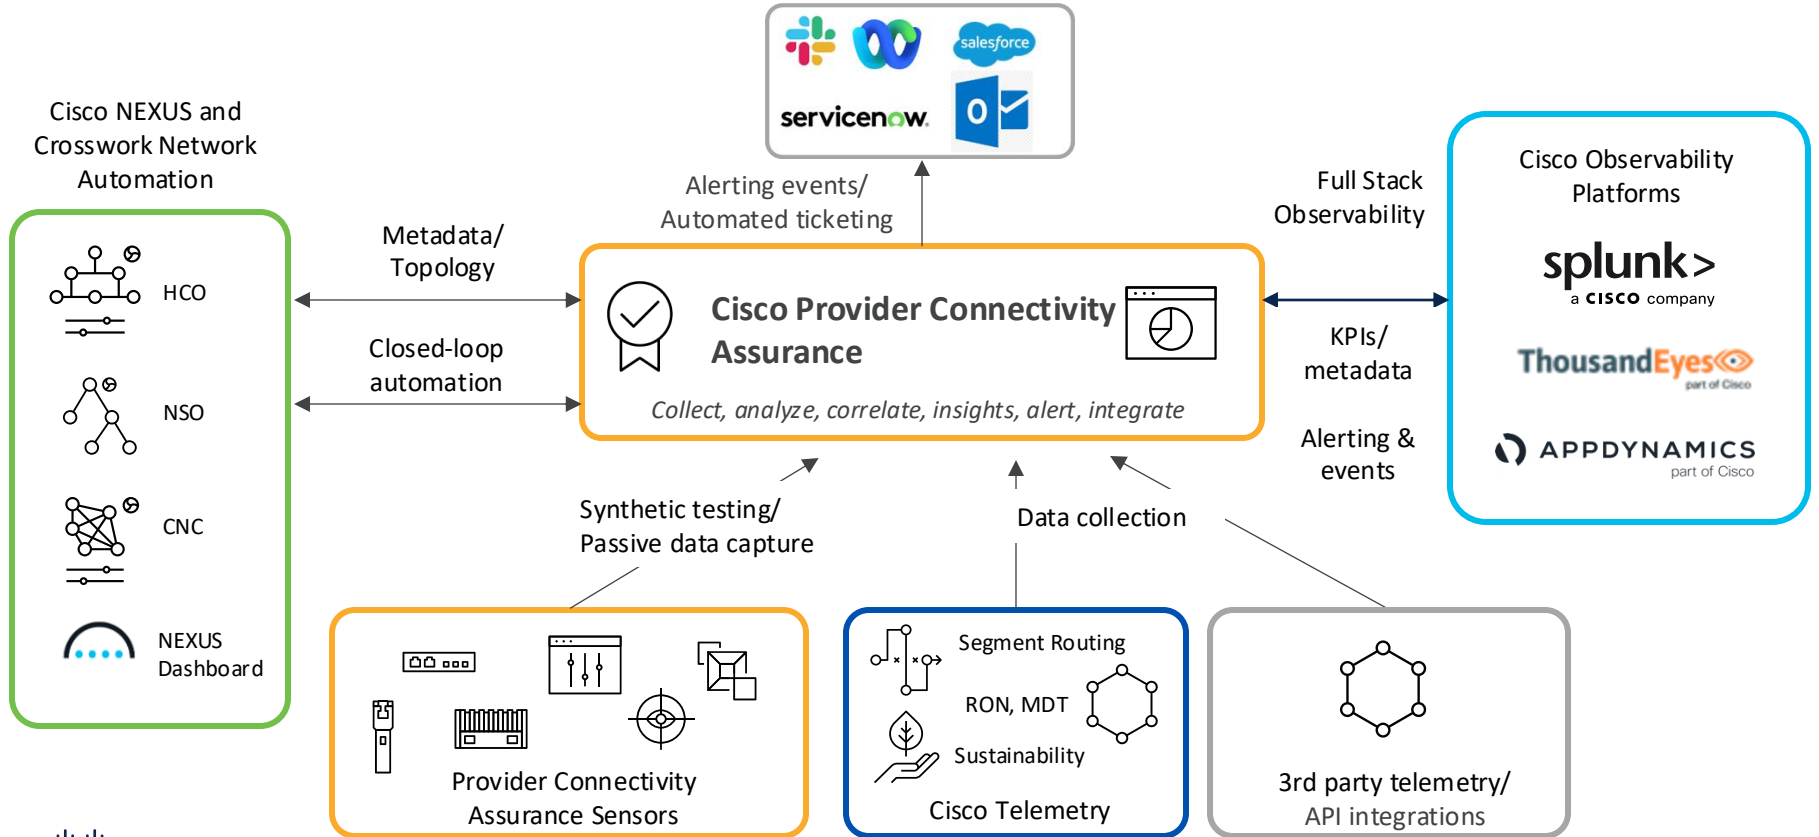 salesforce
servicenow.
Cisco NEXUS and
Crosswork Network
Automation
HCO
NSO
CNC
NEXUS
Dashboard
Metadata/
Topology
Closed-loop
automation
Alerting events/
Automated ticketing
Cisco Provider Connectivity
Assurance
Collect, analyze, correlate, insights, alert, integrate
Full Stack
Observability
KPIs/
metadata
Alerting &
events
Cisco Observability
Platforms
splunk>
a CISCO company
ThousandEyes
part of Cisco
APPDYNAMICS
part of Cisco
Synthetic testing/
Passive data capture
Data collection
Provider Connectivity
Assurance Sensors
Segment Routing
RON, MDT
Sustainability
Cisco Telemetry
3rd party telemetry/
API integrations